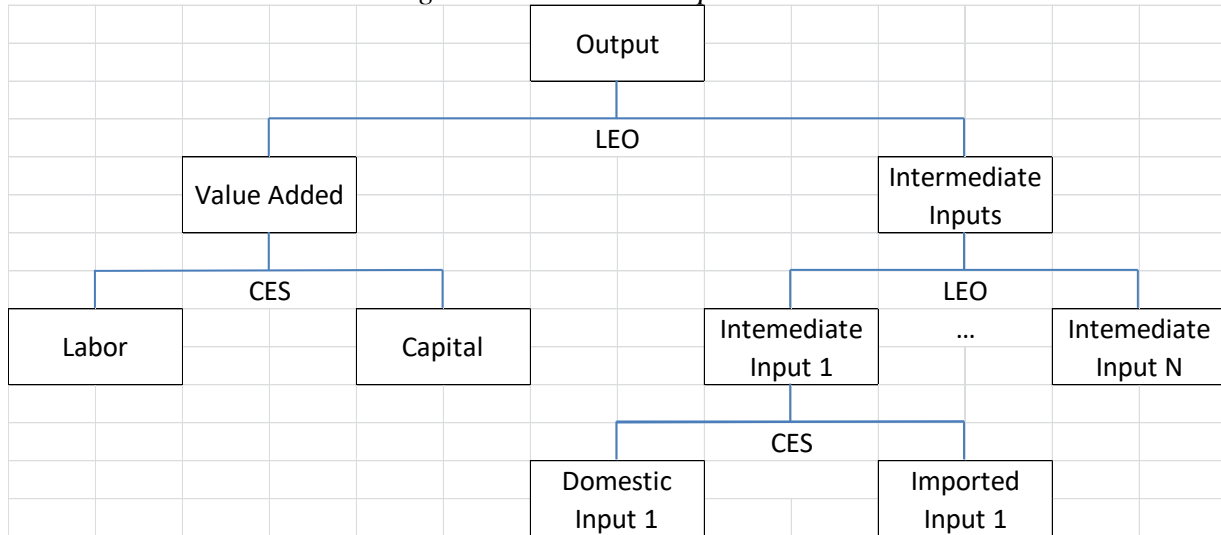 Output
LEO
Value Added
Intermediate
Inputs
CES
LEO
Labor
Capital
Intemediate
Input 1
...
Intemediate
Input N
CES
Domestic
Input 1
Imported
Input 1